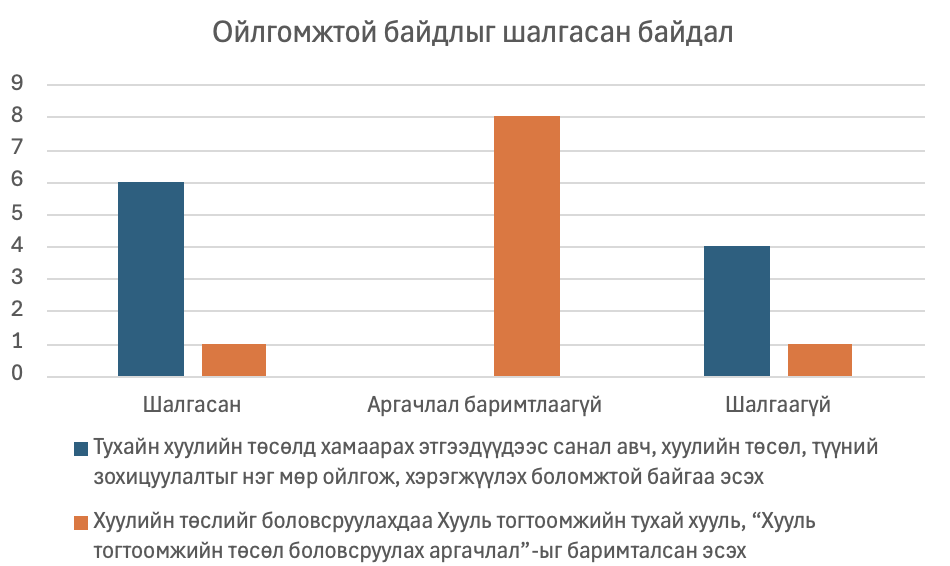 Ойлгомжтой байдлыг шалгасан байдал
9
8
7
6
5
4
3
2
1
0
Шалгасан
Аргачлал баримтлаагүй
Шалгаагүй
Тухайн хуулийн төсөлд хамаарах этгээдүүдээс санал авч, хуулийн төсөл, түүний
зохицуулалтыг нэг мөр ойлгож, хэрэгжүүлэх боломжтой байгаа эсэх
Хуулийн төслийг боловсруулахдаа Хууль тогтоомжийн тухай хууль, “Хууль
тогтоомжийн төсөл боловсруулах аргачлал”-ыг баримталсан эсэх